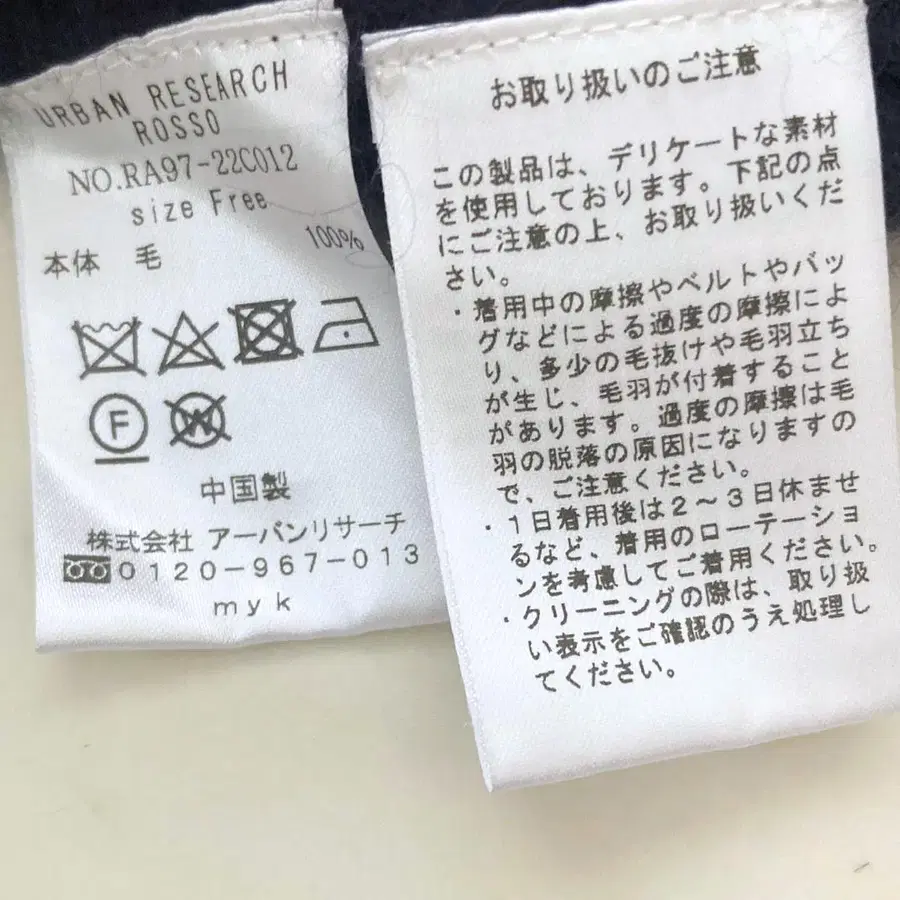 URBAN RESEARCH
ROSSO
NO.RA97-22C012
size Free
本体 毛 100%
F
W
中国製
株式会社 アーバンリサーチ
0120-967-013
myk
お取り扱いのご注意
この製品は、デリケートな素材
を使用しております。下記の点
にご注意の上、お取り扱いくだ
さい。
・着用中の摩擦やベルトやバッ
グなどによる過度の摩擦によ
り、多少の毛抜けや毛羽立ち
が生じ、毛羽が付着すること
があります。過度の摩擦は毛
羽の脱落の原因になりますの
で、ご注意ください。
・1日着用後は2～3日休ませ
るなど、着用のローテーショ
ンを考慮してご着用ください。
・クリーニングの際は、取り扱
い表示をご確認のうえ処理し
てください。